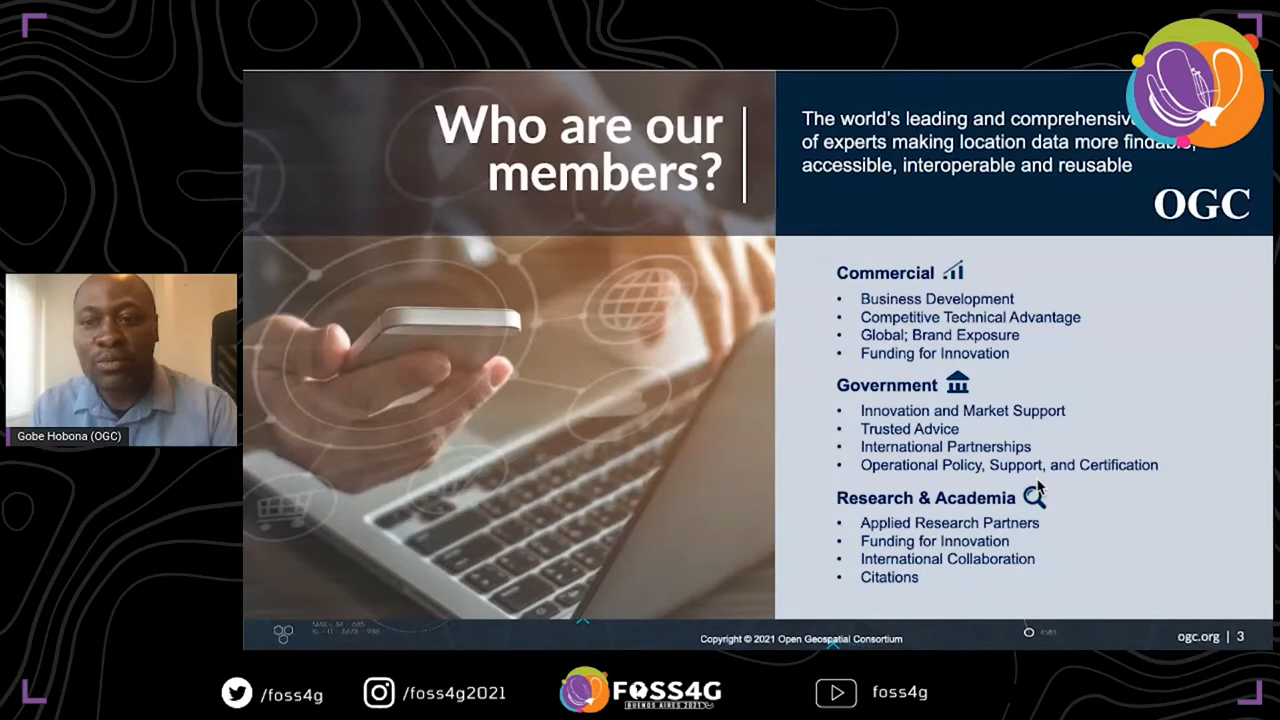 Who are our
members?
The world's leading and comprehensive
of experts making location data more findable,
accessible, interoperable and reusable
OGC
Commercial
• Business Development
• Competitive Technical Advantage
• Global; Brand Exposure
• Funding for Innovation
Government
• Innovation and Market Support
• Trusted Advice
• International Partnerships
• Operational Policy, Support, and Certification
Research & Academia
• Applied Research Partners
• Funding for Innovation
• International Collaboration
• Citations
Gobe Hobona (OGC)
Copyright © 2021 Open Geospatial Consortium
ogc.org | 3
/foss4g
/foss4g2021
FOSS4G
BUENOS AIRES 2021
foss4g